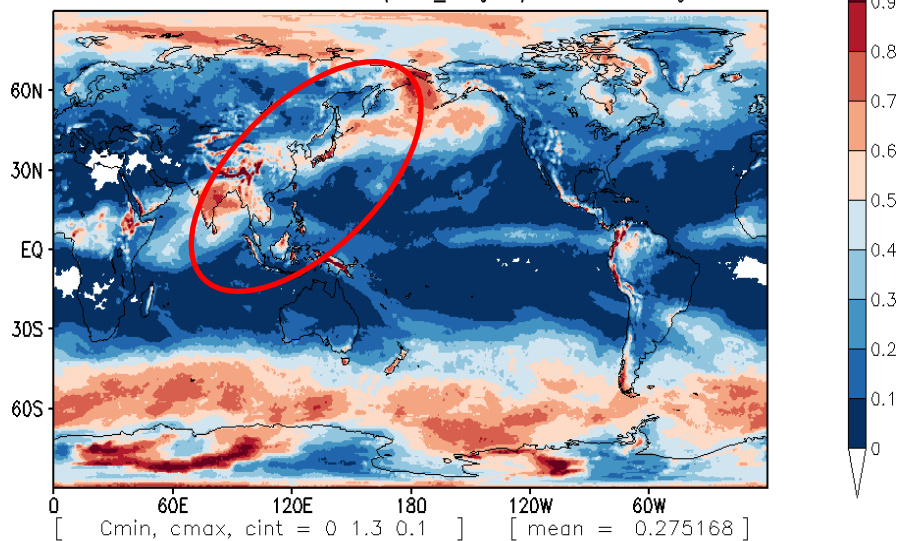 0.9
0.8
0.7
0.6
0.5
0.4
0.3
0.2
0.1
0
60N
30N
EQ
30S
60S
0 60E 120E 180 120W 60W
[ Cmin, cmax, cint = 0 1.3 0.1 ] [ mean = 0.275168 ]